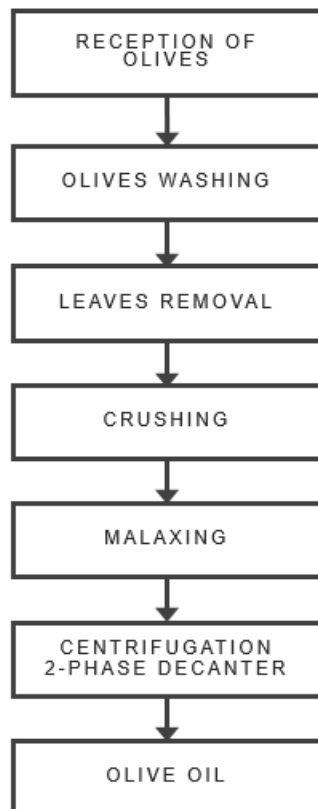 RECEPTION OF
OLIVES
OLIVES WASHING
LEAVES REMOVAL
CRUSHING
MALAXING
CENTRIFUGATION
2-PHASE DECANTER
OLIVE OIL